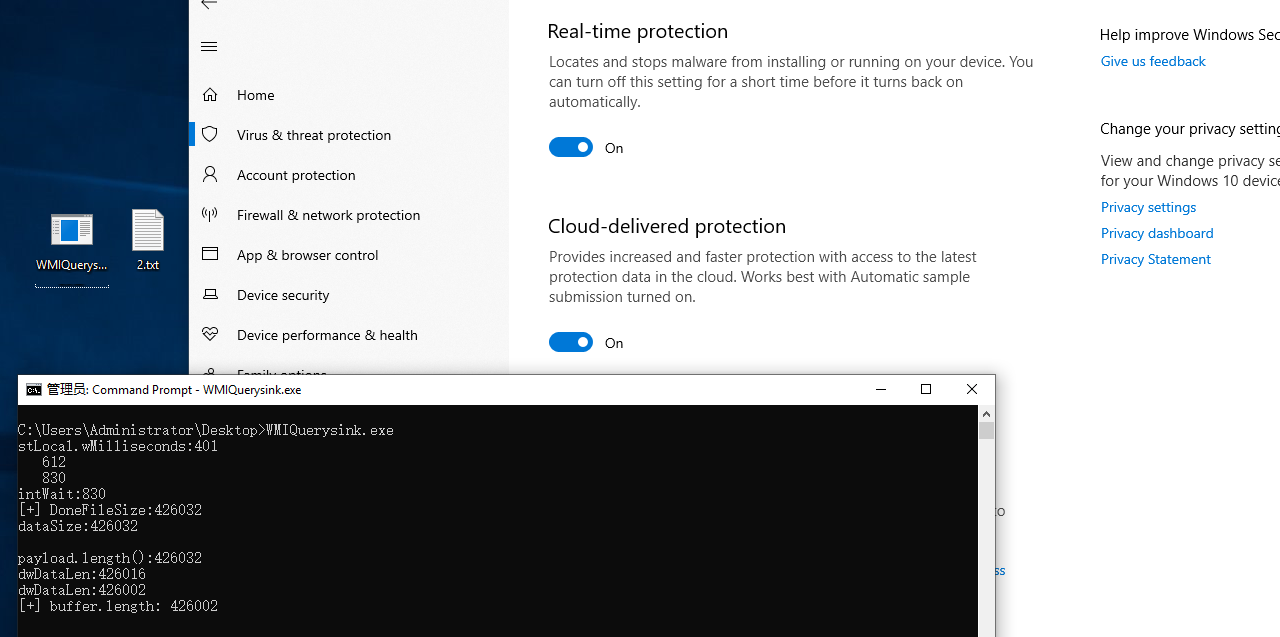 Home
Virus & threat protection
Account protection
Firewall & network protection
App & browser control
Device security
Device performance & health
Family options
WMIQuerys...
2.txt
Real-time protection
Locates and stops malware from installing or running on your device. You
can turn off this setting for a short time before it turns back on
automatically.
On
Cloud-delivered protection
Provides increased and faster protection with access to the latest
protection data in the cloud. Works best with Automatic sample
submission turned on.
On
Help improve Windows Sec
Give us feedback
Change your privacy setting
View and change privacy se
for your Windows 10 device
Privacy settings
Privacy dashboard
Privacy Statement
管理员: Command Prompt - WMIQuerysink.exe
C:\Users\Administrator\Desktop>WMIQuerysink.exe
stLocal.wMilliseconds:401
612
830
intWait:830
[+] DoneFileSize:426032
dataSize:426032
payload.length():426032
dwDataLen:426016
dwDataLen:426002
[+] buffer.length: 426002
to
ss